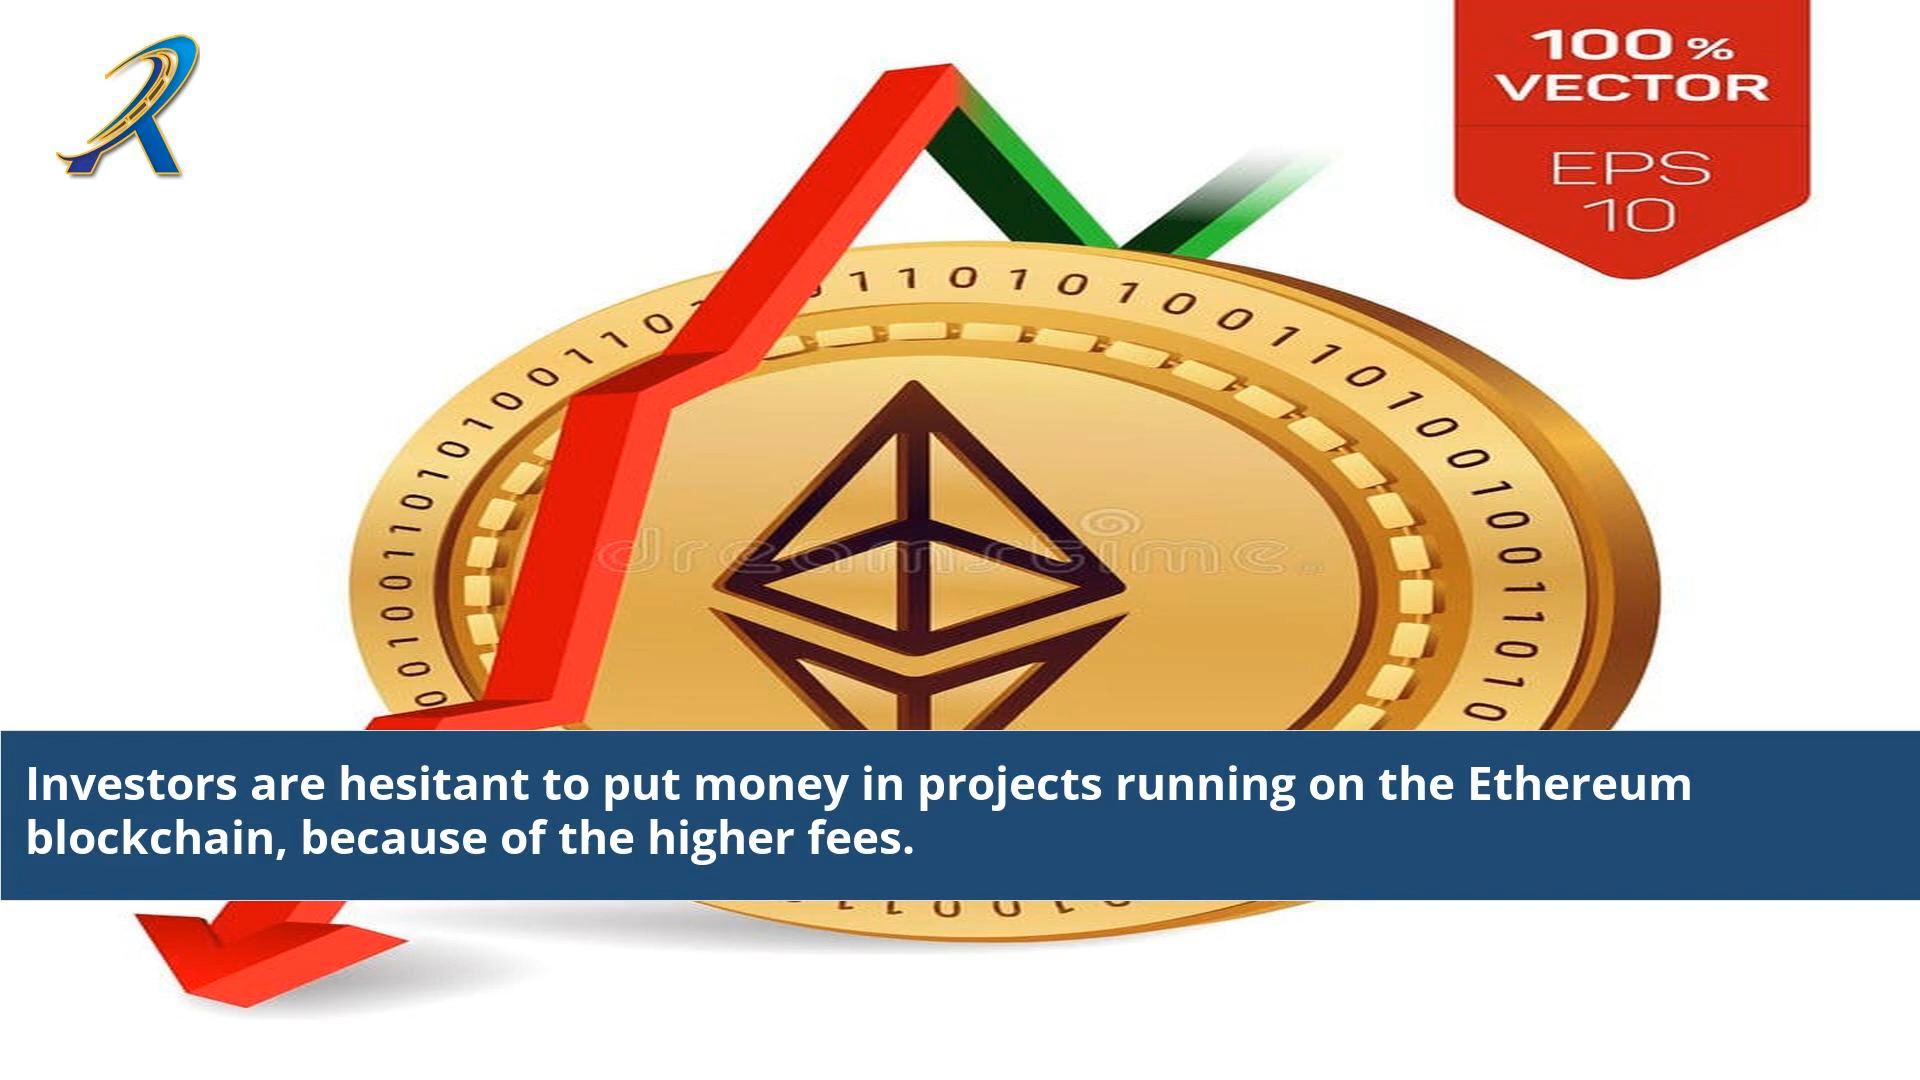 100%
VECTOR
EPS
10
dreamstime
Investors are hesitant to put money in projects running on the Ethereum
blockchain, because of the higher fees.